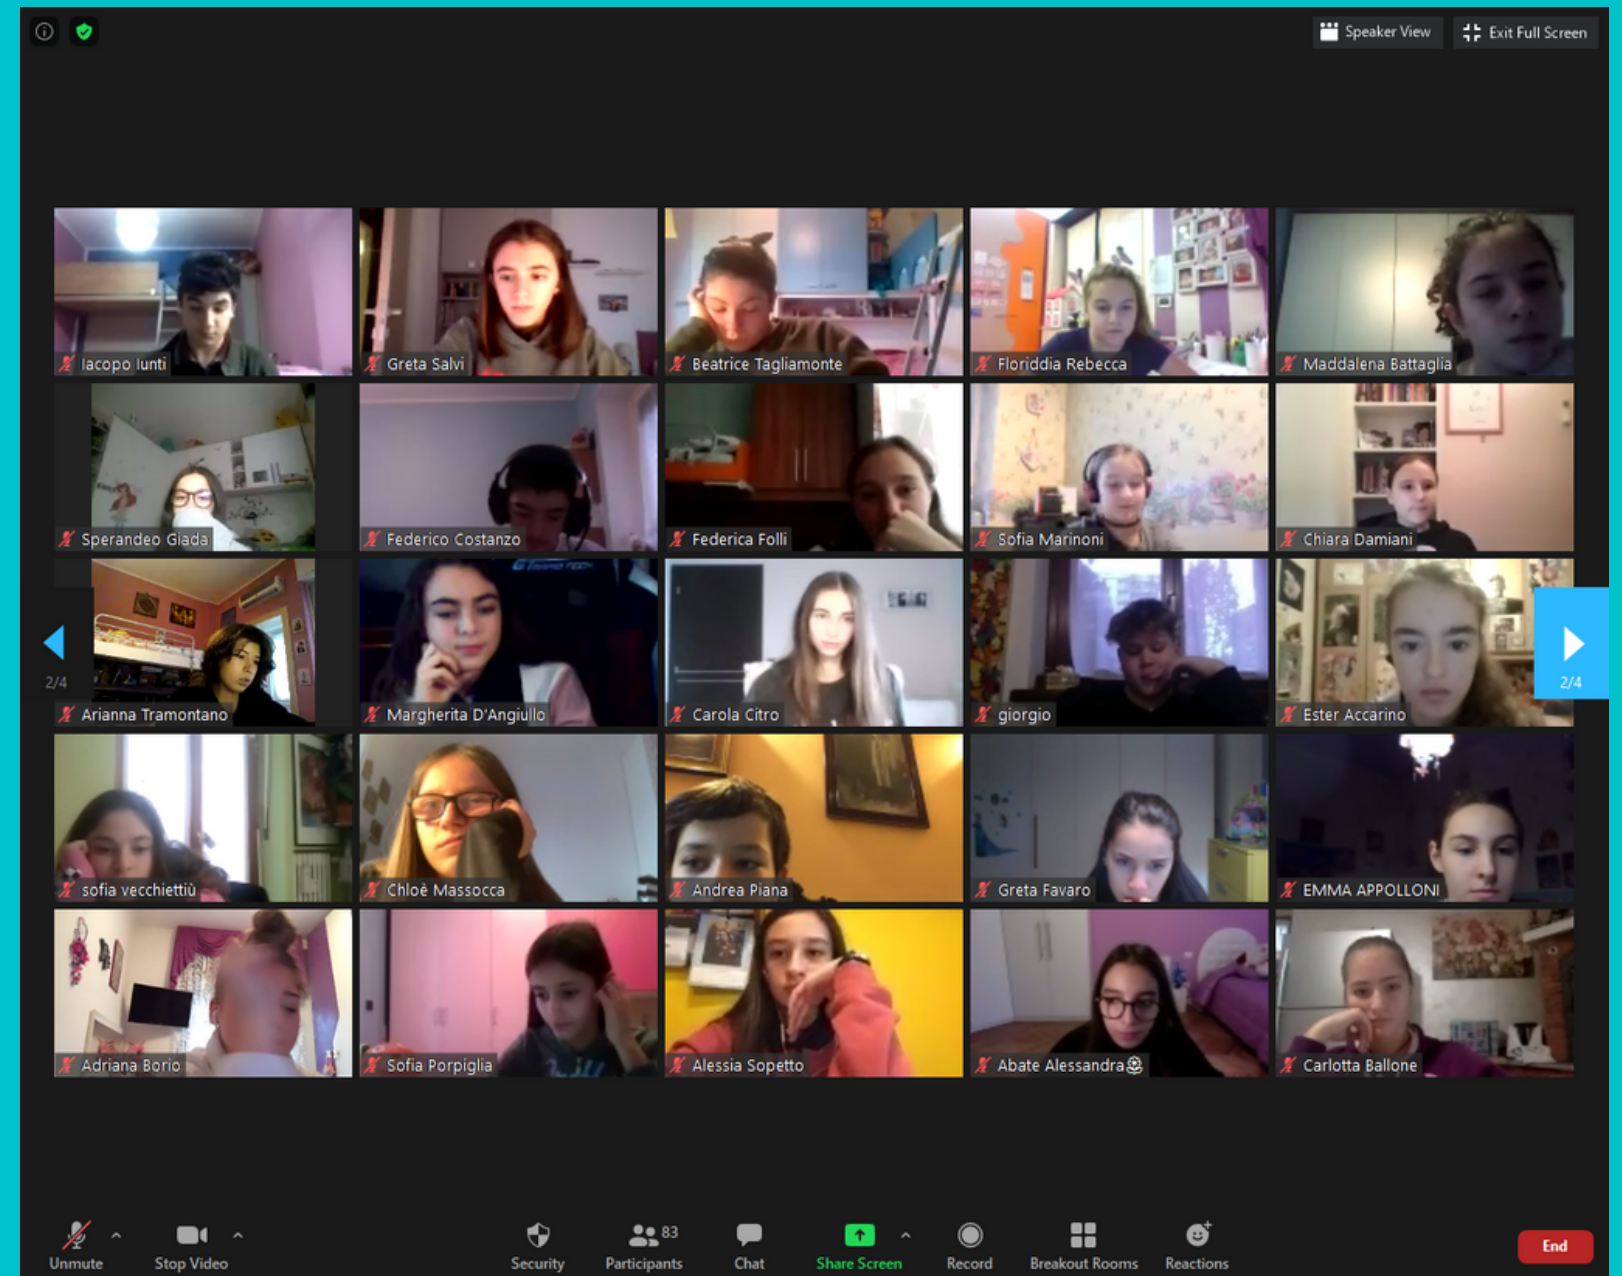 Speaker View
Exit Full Screen
Iacopo Iunti
Greta Salvi
Beatrice Tagliamonte
Floriddia Rebecca
Maddalena Battaglia
Sperandeo Giada
Federico Costanzo
Federica Folli
Sofia Marinoni
Chiara Damiani
2/4
2/4
Arianna Tramontano
Margherita D'Angiullo
Carola Citro
giorgio
Ester Accarino
sofia vecchiettiù
Chloè Massocca
Andrea Piana
Greta Favaro
EMMA APPOLLONI
Adriana Borio
Sofia Porpiglia
Alessia Sopetto
Abate Alessandra
Carlotta Ballone
Unmute
Stop Video
Security
83
Participants
Chat
Share Screen
Record
Breakout Rooms
Reactions
End